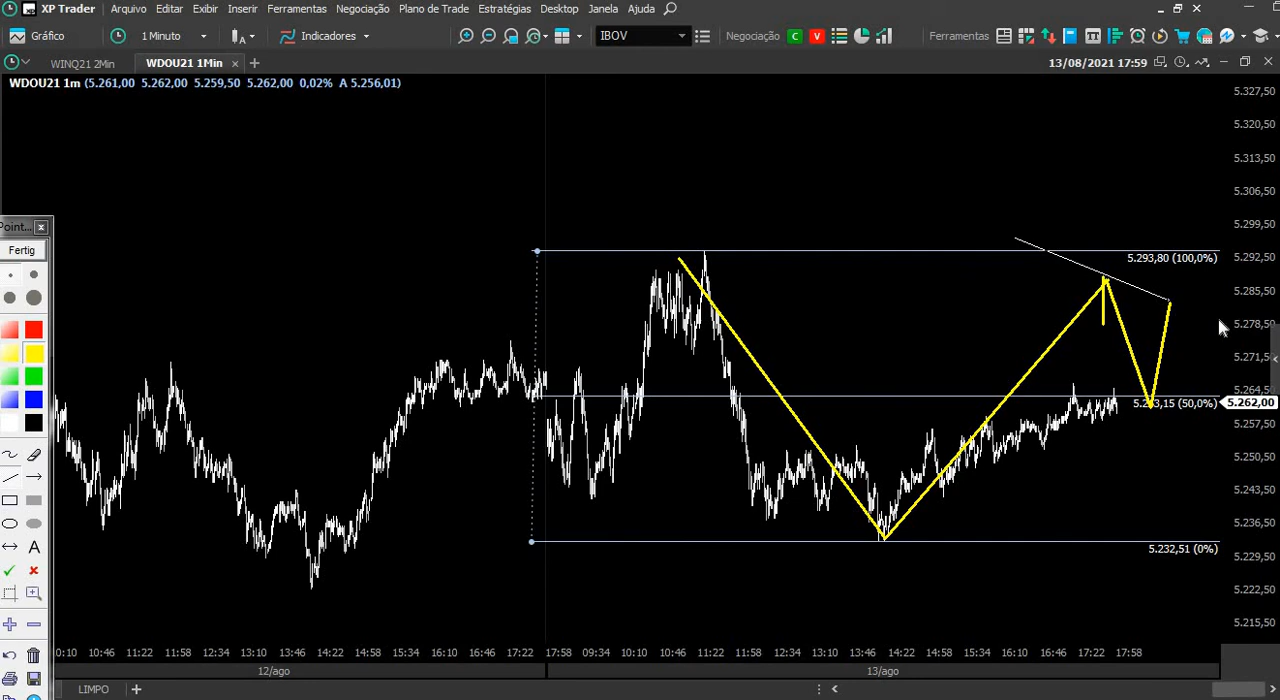 XP Trader Arquivo Editar Exibir Inserir Ferramentas Negociação Plano de Trade Estratégias Desktop Janela Ajuda
Gráfico 1 Minuto Indicadores IBOV Negociação C V Ferramentas
WINQ21 2Min WDOU21 1Min 13/08/2021 17:59
WDOU21 1m (5.261,00 5.262,00 5.259,50 5.262,00 0,02% A 5.256,01)
5.327,50
5.320,50
5.313,50
5.306,50
5.299,50
5.293,80 (100,0%)
5.292,50
5.285,50
5.278,50
5.271,50
5.264,50
5.262,00
5.257,50
5.250,50
5.243,50
5.236,50
5.232,51 (0%)
5.229,50
5.222,50
5.215,50
Point...
Fertig
A
0:10 10:46 11:22 11:58 12:34 13:10 13:46 14:22 14:58 15:34 16:10 16:46 17:22 17:58 09:34 10:10 10:46 11:22 11:58 12:34 13:10 13:46 14:22 14:58 15:34 16:10 16:46 17:22 17:58
12/ago 13/ago
LIMPO